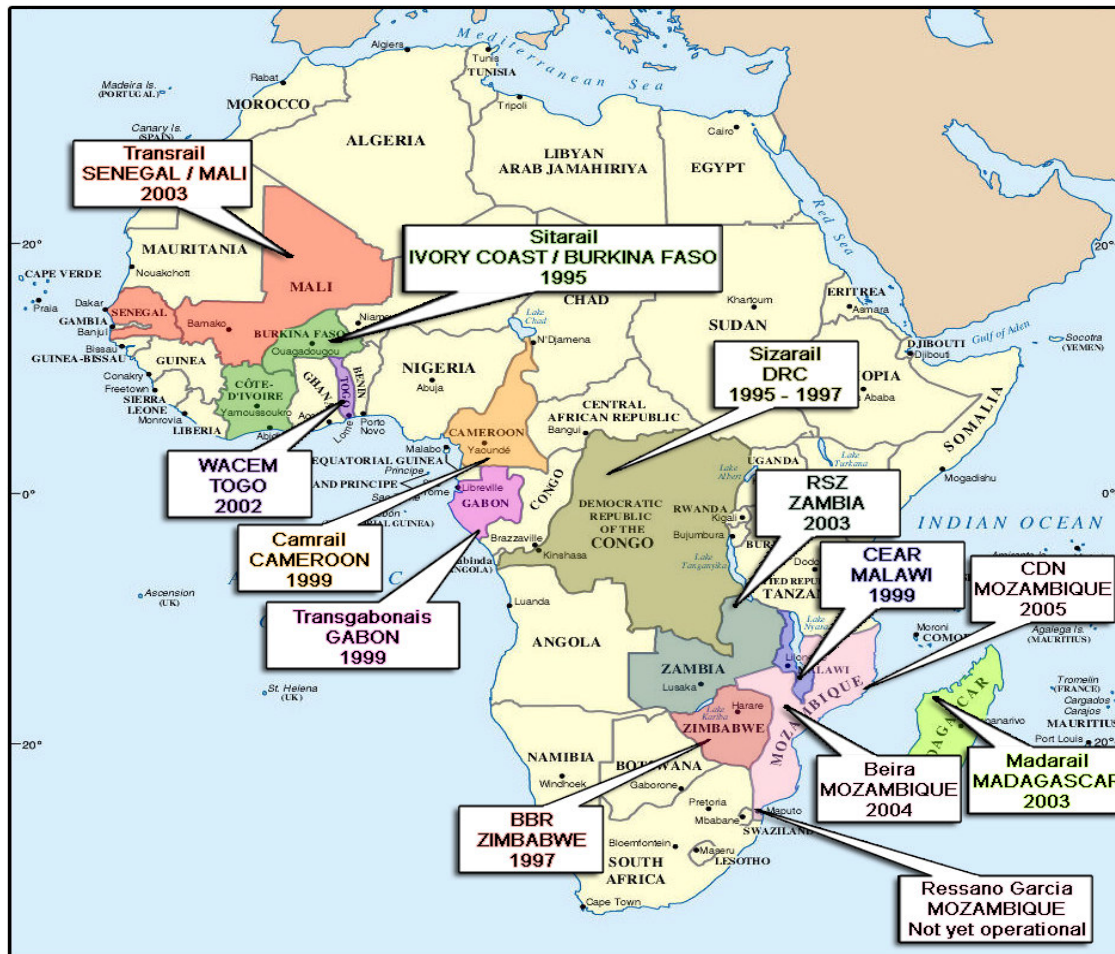 Mediterranean Sea
Algiers
Tunis
TUNISIA
Madeira Is.
(PORTUGAL)
Rabat
MOROCCO
Tripoli
Canary Is.
(SPAIN)
Cairo
ALGERIA
LIBYAN
ARAB JAMAHIRIYA
EGYPT
Transrail
SENEGAL / MALI
2003
Red Sea
20°
20°
MAURITANIA
Nouakchott
Sitarail
IVORY COAST / BURKINA FASO
1995
CAPE VERDE
Praia
MALI
CHAD
Khartoum
ERITREA
Asmara
Dakar
SENEGAL
GAMBIA
Banjul
Bamako
BURKINA FASO
Ouagadougou
Lake
Chad
N'Djamena
SUDAN
Gulf of Aden
Socotra
(YEMEN)
DJIBOUTI
Djibouti
Bissau
GUINEA-BISSAU
GUINEA
NIGERIA
Abuja
BENIN
TOGO
Sizarail
DRC
1995 - 1997
Ababa
Conakry
Freetown
SIERRA
LEONE
Monrovia
LIBERIA
CÔTE-
D'IVOIRE
Yamoussoukro
Lome
Porto
Novo
CENTRAL
AFRICAN REPUBLIC
Bangui
SOMALIA
Mogadishu
CAMEROON
Yaoundé
Malabo
EQUATORIAL GUINEA
Principe
WACEM
TOGO
2002
UGANDA
Lake
Albert
Lake
Turkana
0°
0°
Libreville
GABON
CONGO
DEMOCRATIC
REPUBLIC
OF THE
CONGO
RWANDA
Kigali
Bujumbura
RSZ
ZAMBIA
2003
INDIAN OCEAN
Brazzaville
Kinshasa
Camrail
CAMEROON
1999
Lake
Tanganyika
TANZAN
CEAR
MALAWI
1999
CDN
MOZAMBIQUE
2005
Ascension
(UK)
Transgabonais
GABON
1999
Luanda
ANGOLA
Moroni
Agalega Is.
(MAURITIUS)
ZAMBIA
Lusaka
St. Helena
(UK)
Lake
Kariba
Harare
ZIMBABWE
MOZAMBIQUE
Tromelin
(FRANCE)
Cargados
Carajos
MAURITIUS
Port Louis
20°
20°
NAMIBIA
Windhoek
BOTSWANA
Gaborone
Beira
MOZAMBIQUE
2004
Madarail
MADAGASCAR
2003
Pretoria
Mbabane
Maputo
SWAZILAND
BBR
ZIMBABWE
1997
Bloemfontein
Maseru
LESOTHO
SOUTH
AFRICA
Cape Town
Ressano Garcia
MOZAMBIQUE
Not yet operational